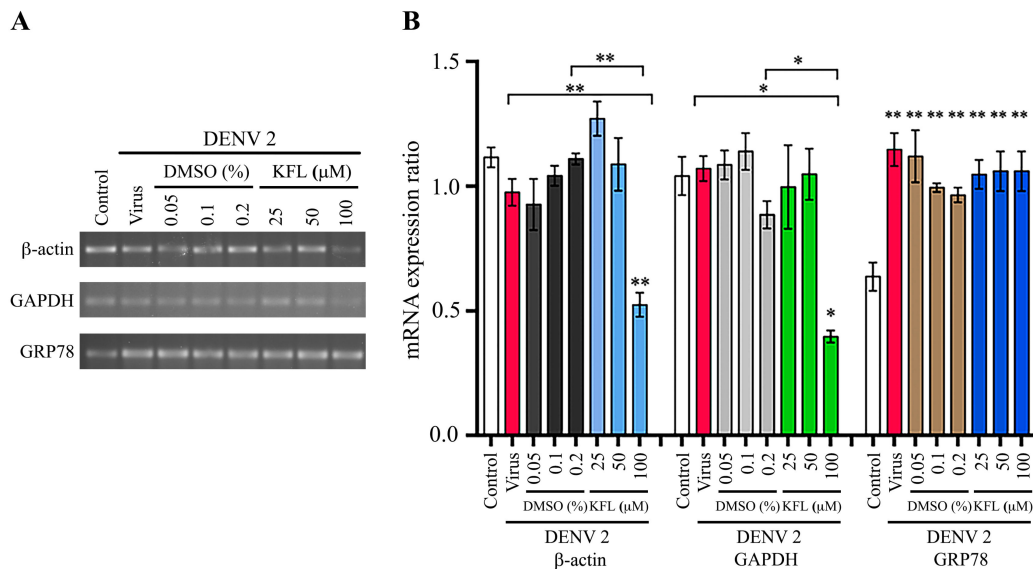 A
DENV 2
DMSO (%) KFL (μM)
Control Virus 0.05 0.1 0.2 25 50 100
β-actin
GAPDH
GRP78
B
mRNA expression ratio
1.5
1.0
0.5
0.0
** ** **
* * *
** ** ** ** ** ** **
Control Virus 0.05 0.1 0.2 25 50 100 Control Virus 0.05 0.1 0.2 25 50 100 Control Virus 0.05 0.1 0.2 25 50 100
DMSO (%) KFL (μM) DMSO (%) KFL (μM) DMSO (%) KFL (μM)
DENV 2 DENV 2 DENV 2
β-actin GAPDH GRP78